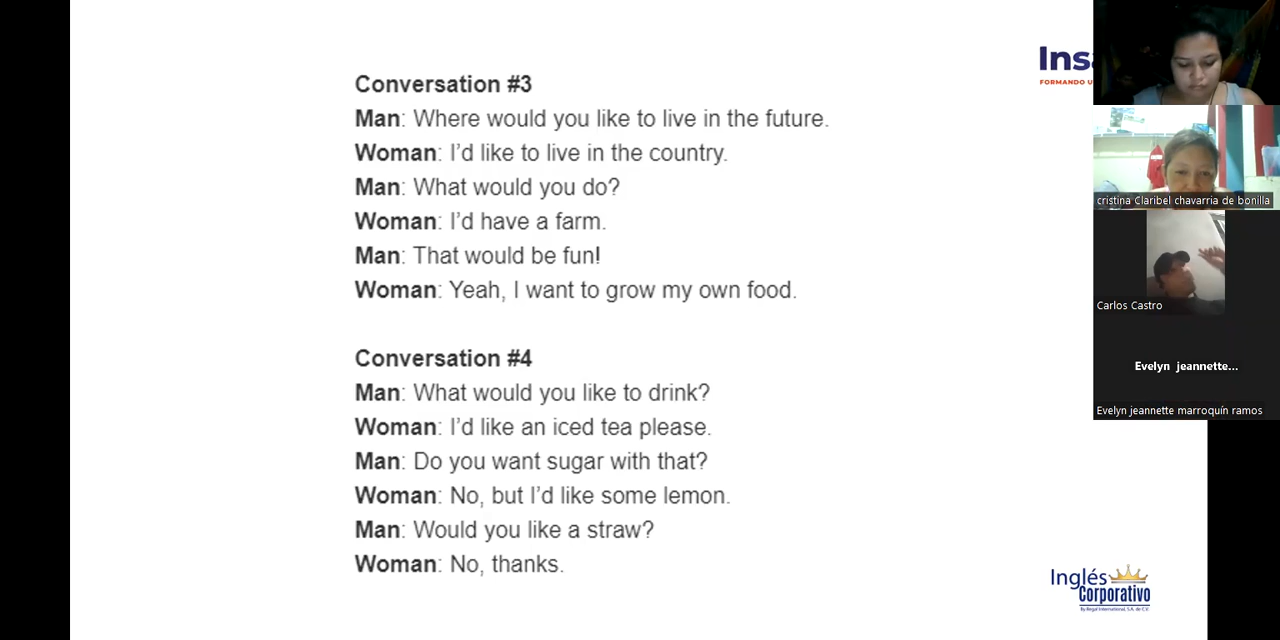 Conversation #3
Man: Where would you like to live in the future.
Woman: I’d like to live in the country.
Man: What would you do?
Woman: I’d have a farm.
Man: That would be fun!
Woman: Yeah, I want to grow my own food.
Conversation #4
Man: What would you like to drink?
Woman: I’d like an iced tea please.
Man: Do you want sugar with that?
Woman: No, but I’d like some lemon.
Man: Would you like a straw?
Woman: No, thanks.
Ins
FORMANDO U
cristina Claribel chavarria de bonilla
Carlos Castro
Evelyn jeannette...
Evelyn jeannette marroquín ramos
Inglés
Corporativo